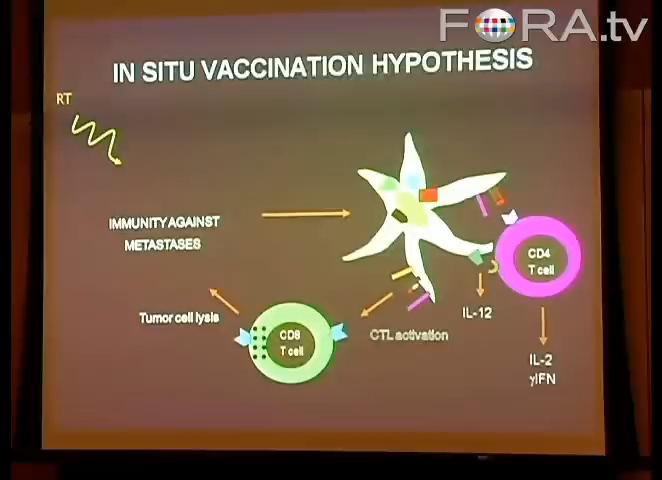 FORA.tv
IN SITU VACCINATION HYPOTHESIS
RT
IMMUNITY AGAINST
METASTASES
CD4
T cell
Tumor cell lysis
IL-12
CD8
T cell
CTL activation
IL-2
γIFN